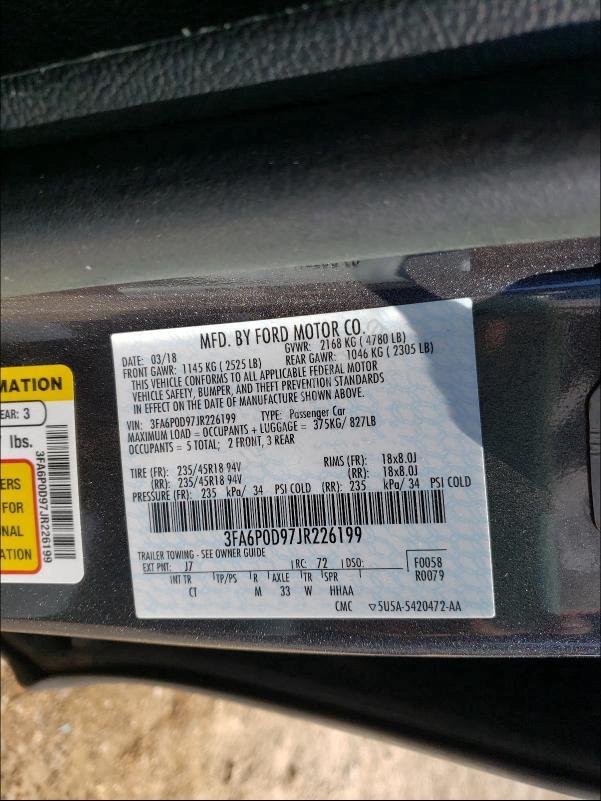 MFD. BY FORD MOTOR CO.
DATE: 03/18 GVWR: 2168 KG ( 4780 LB)
FRONT GAWR: 1145 KG ( 2525 LB) REAR GAWR: 1046 KG ( 2305 LB)
THIS VEHICLE CONFORMS TO ALL APPLICABLE FEDERAL MOTOR
VEHICLE SAFETY, BUMPER, AND THEFT PREVENTION STANDARDS
IN EFFECT ON THE DATE OF MANUFACTURE SHOWN ABOVE.
VIN: 3FA6P0D97JR226199 TYPE: Passenger Car
MAXIMUM LOAD = OCCUPANTS + LUGGAGE = 375KG/ 827LB
OCCUPANTS = 5 TOTAL; 2 FRONT, 3 REAR
TIRE (FR): 235/45R18 94V RIMS (FR): 18x8.0J
(RR): 235/45R18 94V (RR): 18x8.0J
PRESSURE (FR): 235 kPa/ 34 PSI COLD (RR): 235 kPa/ 34 PSI COLD
3FA6P0D97JR226199
TRAILER TOWING - SEE OWNER GUIDE
EXT PNT: J7 RC: 72 DSO: F0058
INT TR TP/PS R AXLE TR SPR R0079
CT M 33 W HHAA
CMC ▽5U5A-5420472-AA
MATION
EAR: 3
lbs.
ERS
FOR
ONAL
ION
3FA6P0D97JR226199